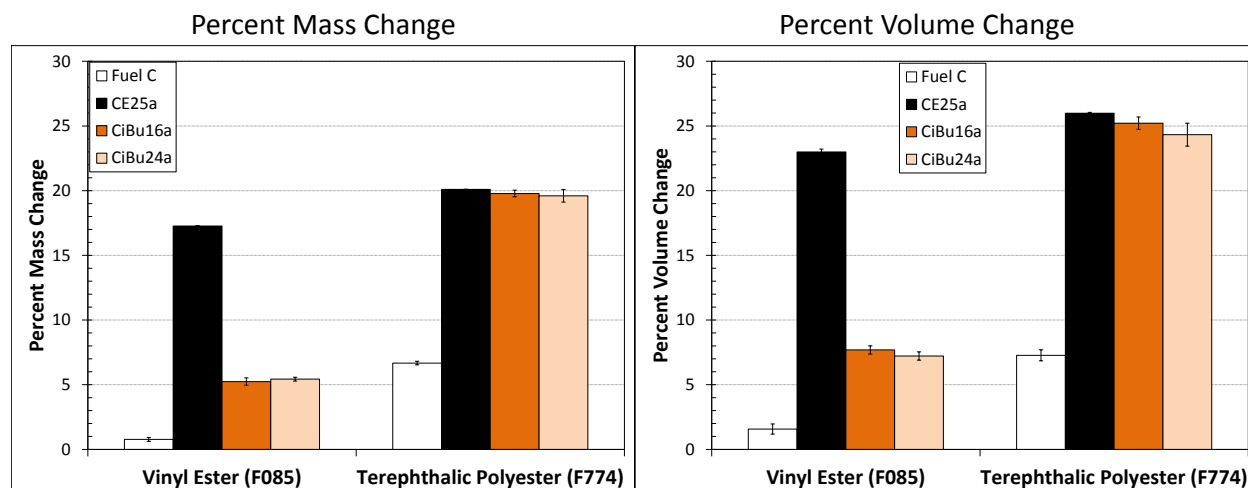 Percent Mass Change
Percent Mass Change
30
25
20
15
10
5
0
Fuel C
CE25a
CiBu16a
CiBu24a
Vinyl Ester (F085)
Terephthalic Polyester (F774)
Percent Volume Change
Percent Volume Change
30
25
20
15
10
5
0
Fuel C
CE25a
CiBu16a
CiBu24a
Vinyl Ester (F085)
Terephthalic Polyester (F774)